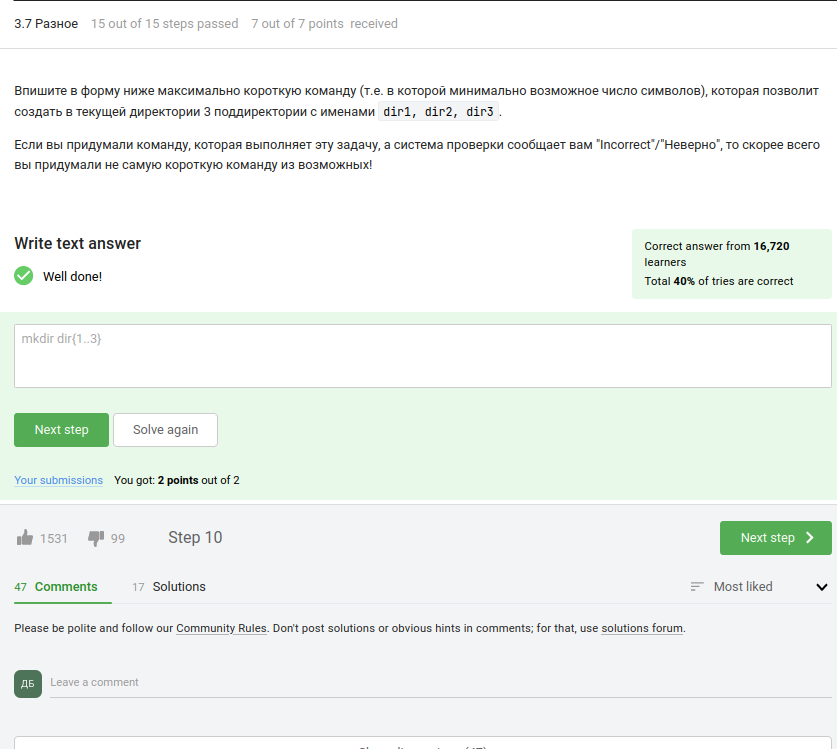 3.7 Разное 15 out of 15 steps passed 7 out of 7 points received
Впишите в форму ниже максимально короткую команду (т.е. в которой минимально возможное число символов), которая позволит
создать в текущей директории 3 поддиректории с именами dir1, dir2, dir3.
Если вы придумали команду, которая выполняет эту задачу, а система проверки сообщает вам "Incorrect"/"Неверно", то скорее всего
вы придумали не самую короткую команду из возможных!
Write text answer
Well done!
Correct answer from 16,720
learners
Total 40% of tries are correct
mkdir dir{1..3}
Next step Solve again
Your submissions You got: 2 points out of 2
1531 99 Step 10 Next step
47 Comments 17 Solutions Most liked
Please be polite and follow our Community Rules. Don't post solutions or obvious hints in comments; for that, use solutions forum.
ДБ Leave a comment